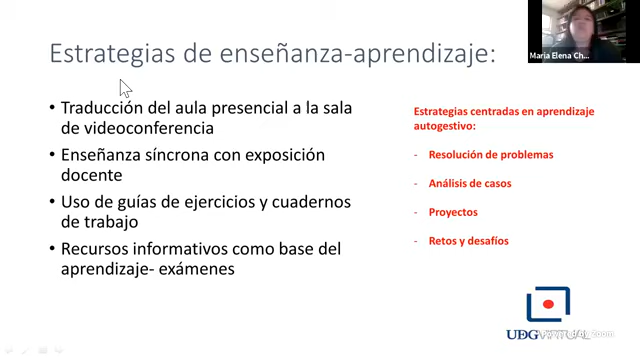 Estrategias de enseñanza-aprendizaje:
Maria Elena Ch...
• Traducción del aula presencial a la sala
de videoconferencia
• Enseñanza síncrona con exposición
docente
• Uso de guías de ejercicios y cuadernos
de trabajo
• Recursos informativos como base del
aprendizaje- exámenes
Estrategias centradas en aprendizaje
autogestivo:
- Resolución de problemas
- Análisis de casos
- Proyectos
- Retos y desafíos
UDGVIRTUAL